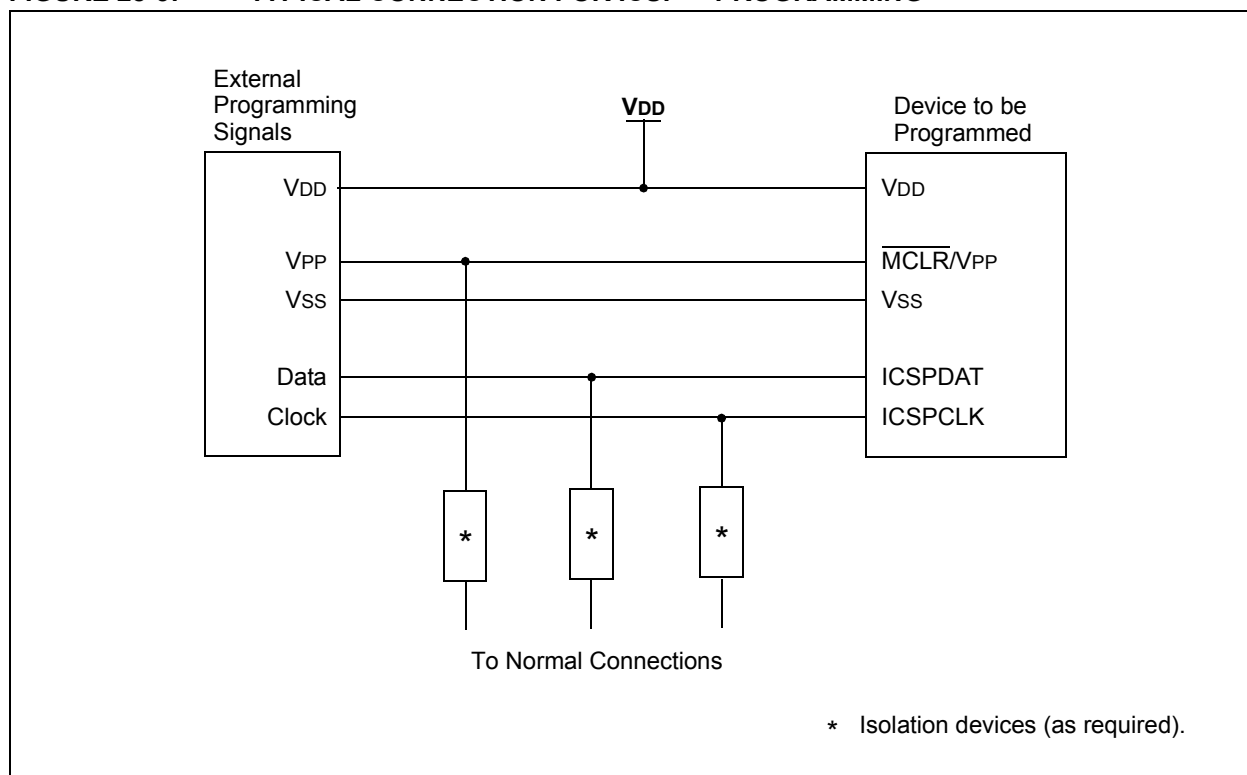 External
Programming
Signals
VDD
Device to be
Programmed
VDD
VDD
VPP
MCLR/VPP
VSS
VSS
Data
ICSPDAT
Clock
ICSPCLK
* * *
To Normal Connections
* Isolation devices (as required).